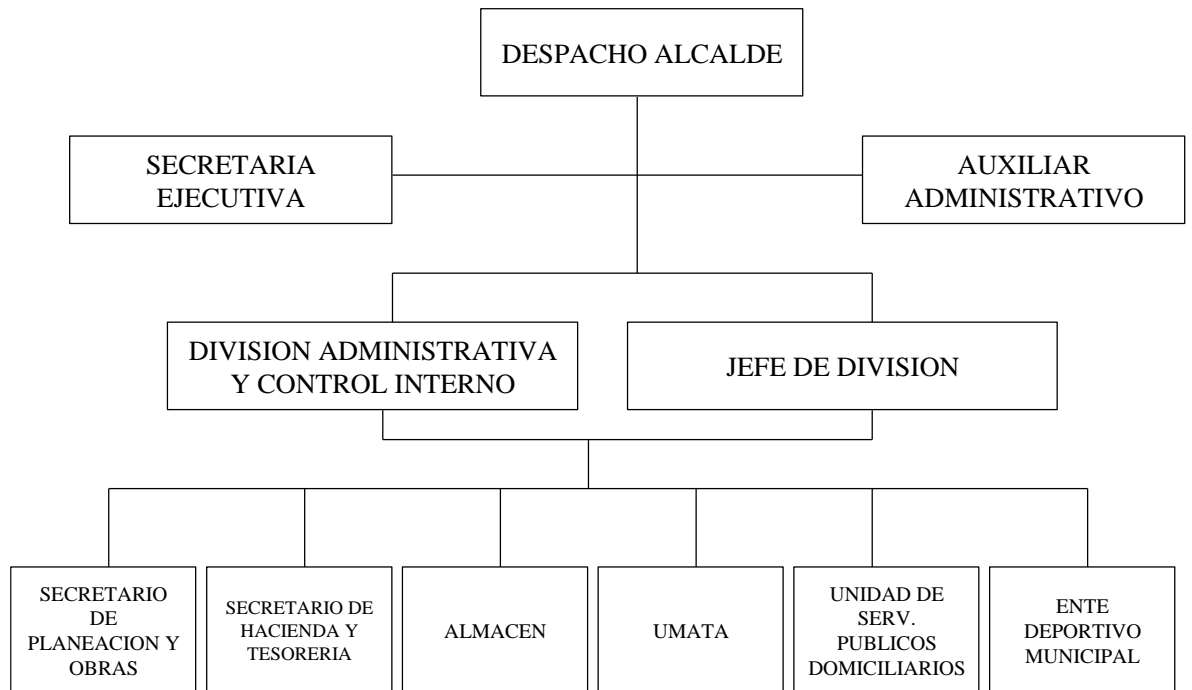 DESPACHO ALCALDE
SECRETARIA
EJECUTIVA
AUXILIAR
ADMINISTRATIVO
DIVISION ADMINISTRATIVA
Y CONTROL INTERNO
JEFE DE DIVISION
SECRETARIO
DE
PLANEACION Y
OBRAS
SECRETARIO DE
HACIENDA Y
TESORERIA
ALMACEN
UMATA
UNIDAD DE
SERV.
PUBLICOS
DOMICILIARIOS
ENTE
DEPORTIVO
MUNICIPAL